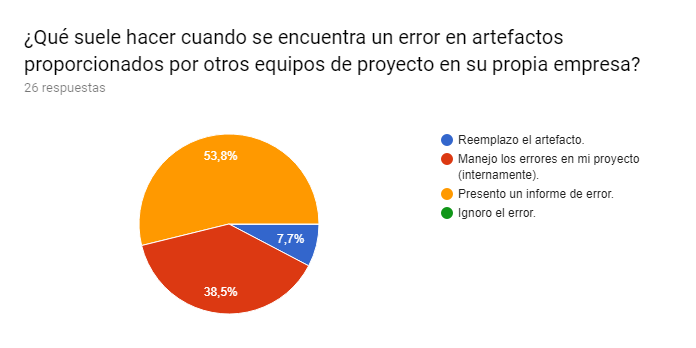 ¿Qué suele hacer cuando se encuentra un error en artefactos
proporcionados por otros equipos de proyecto en su propia empresa?
26 respuestas
53,8%
7,7%
38,5%
Reemplazo el artefacto.
Manejo los errores en mi proyecto
(internamente).
Presento un informe de error.
Ignoro el error.